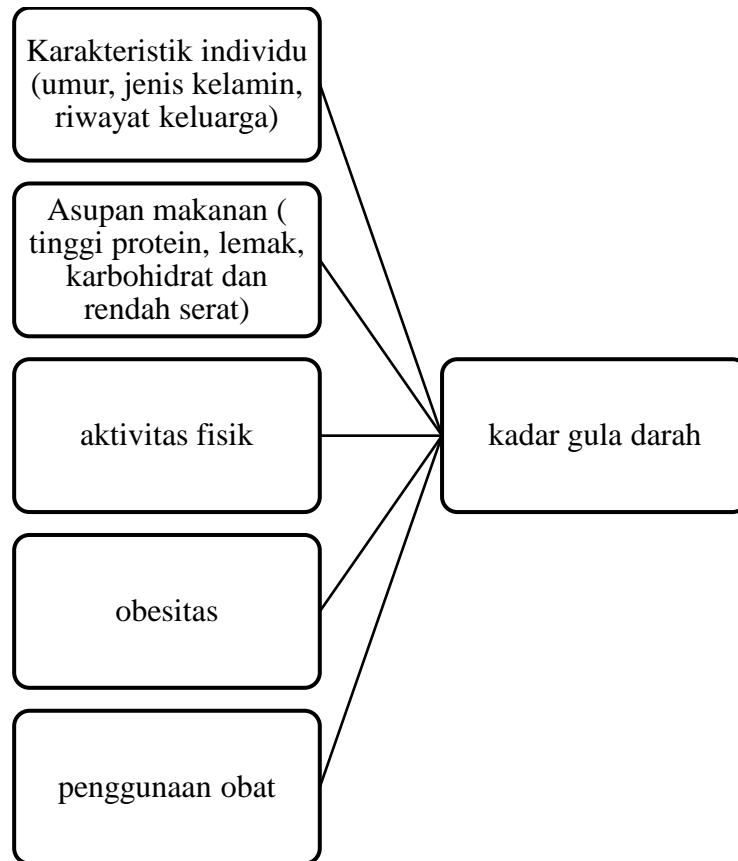 Karakteristik individu
(umur, jenis kelamin,
riwayat keluarga)
Asupan makanan (
tinggi protein, lemak,
karbohidrat dan
rendah serat)
aktivitas fisik
kadar gula darah
obesitas
penggunaan obat